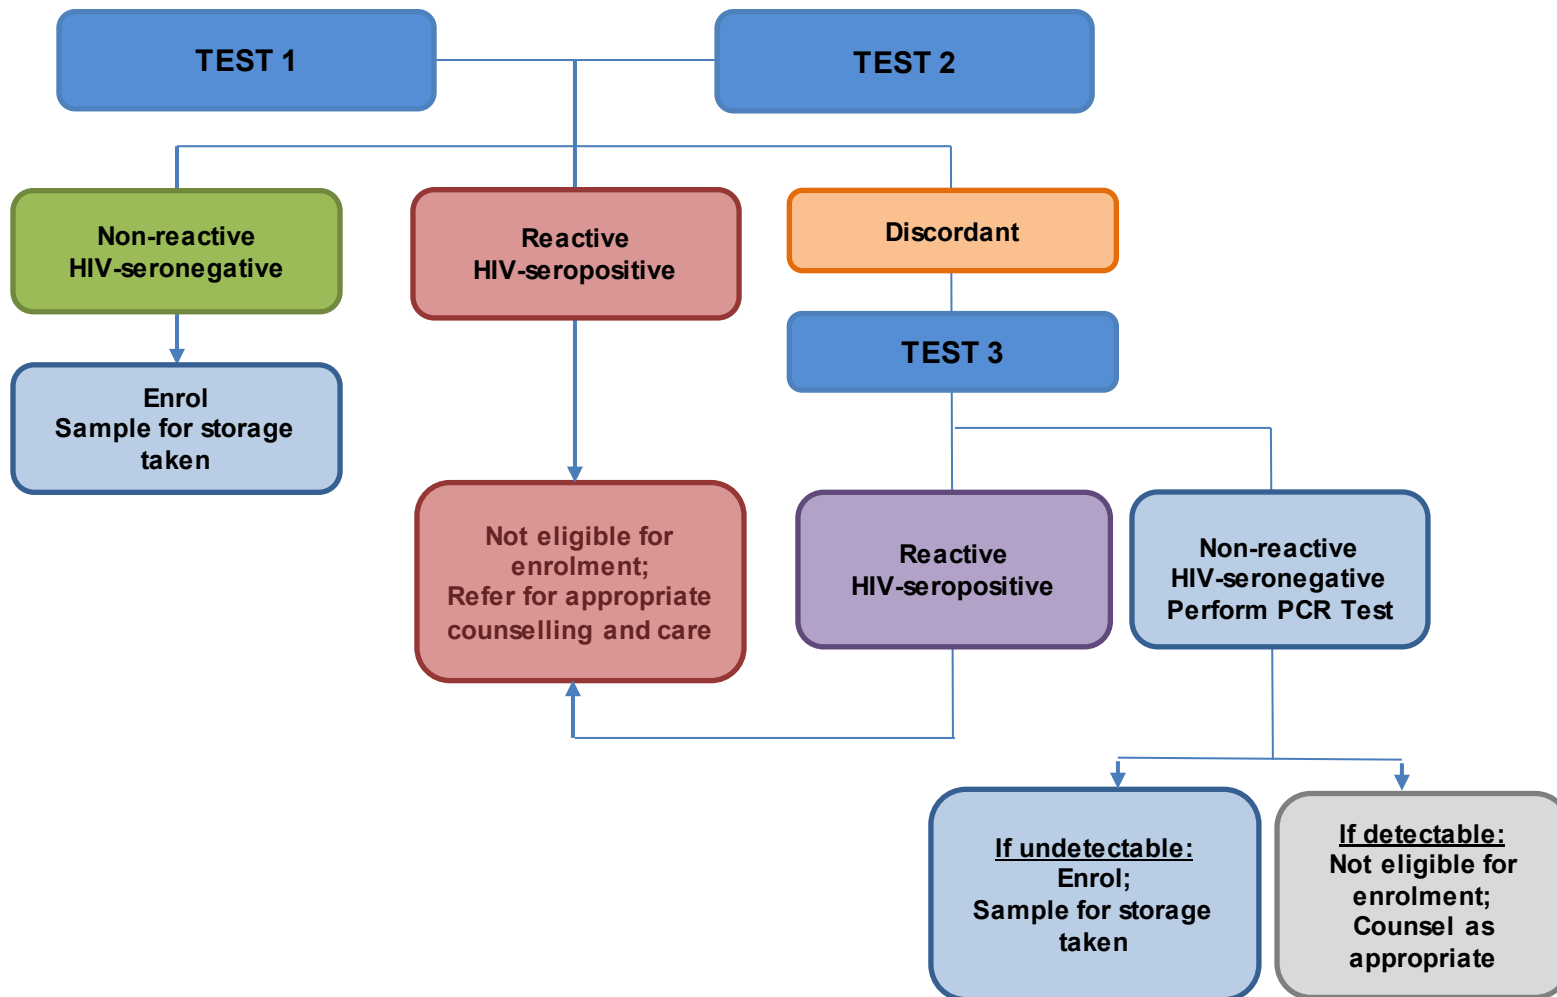 TEST 1
TEST 2
Non-reactive
HIV-seronegative
Reactive
HIV-seropositive
Discordant
TEST 3
Enrol
Sample for storage
taken
Not eligible for
enrolment;
Refer for appropriate
counselling and care
Reactive
HIV-seropositive
Non-reactive
HIV-seronegative
Perform PCR Test
If undetectable:
Enrol;
Sample for storage
taken
If detectable:
Not eligible for
enrolment;
Counsel as
appropriate